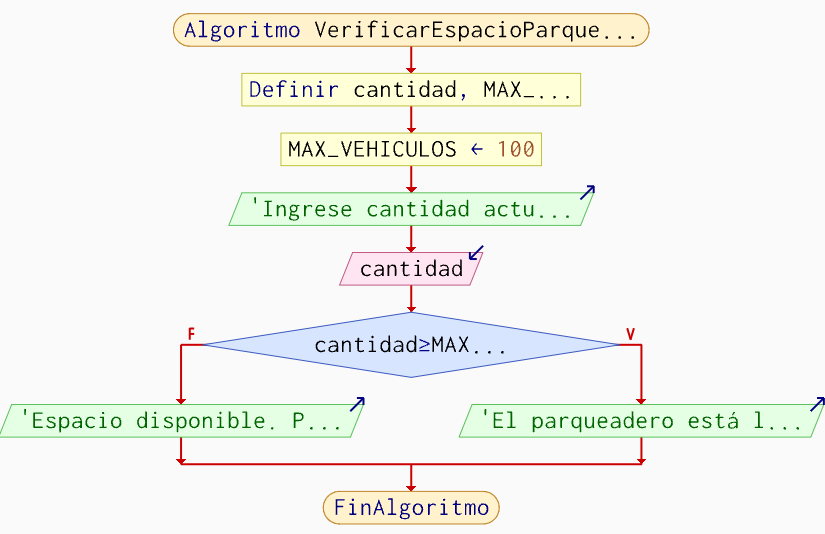 Algoritmo VerificarEspacioParque...
Definir cantidad, MAX_...
MAX_VEHICULOS ← 100
'Ingrese cantidad actu...
cantidad
F
V
cantidad≥MAX...
'Espacio disponible. P...
'El parqueadero está l...
FinAlgoritmo